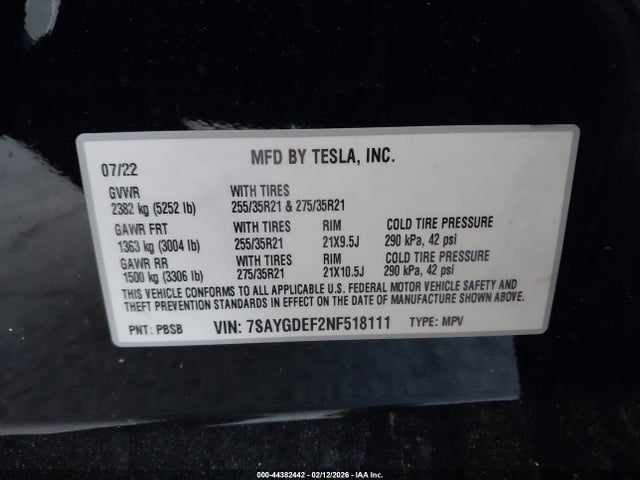 07/22 MFD BY TESLA, INC.
GVWR WITH TIRES
2382 kg (5252 lb) 255/35R21 & 275/35R21
GAWR FRT WITH TIRES RIM COLD TIRE PRESSURE
1363 kg (3004 lb) 255/35R21 21X9.5J 290 kPa, 42 psi
GAWR RR WITH TIRES RIM COLD TIRE PRESSURE
1500 kg (3306 lb) 275/35R21 21X10.5J 290 kPa, 42 psi
THIS VEHICLE CONFORMS TO ALL APPLICABLE U.S. FEDERAL MOTOR VEHICLE SAFETY AND
THEFT PREVENTION STANDARDS IN EFFECT ON THE DATE OF MANUFACTURE SHOWN ABOVE.
PNT: PBSB VIN: 7SAYGDEF2NF518111 TYPE: MPV
000-44382442 - 02/12/2026 - IAA Inc.